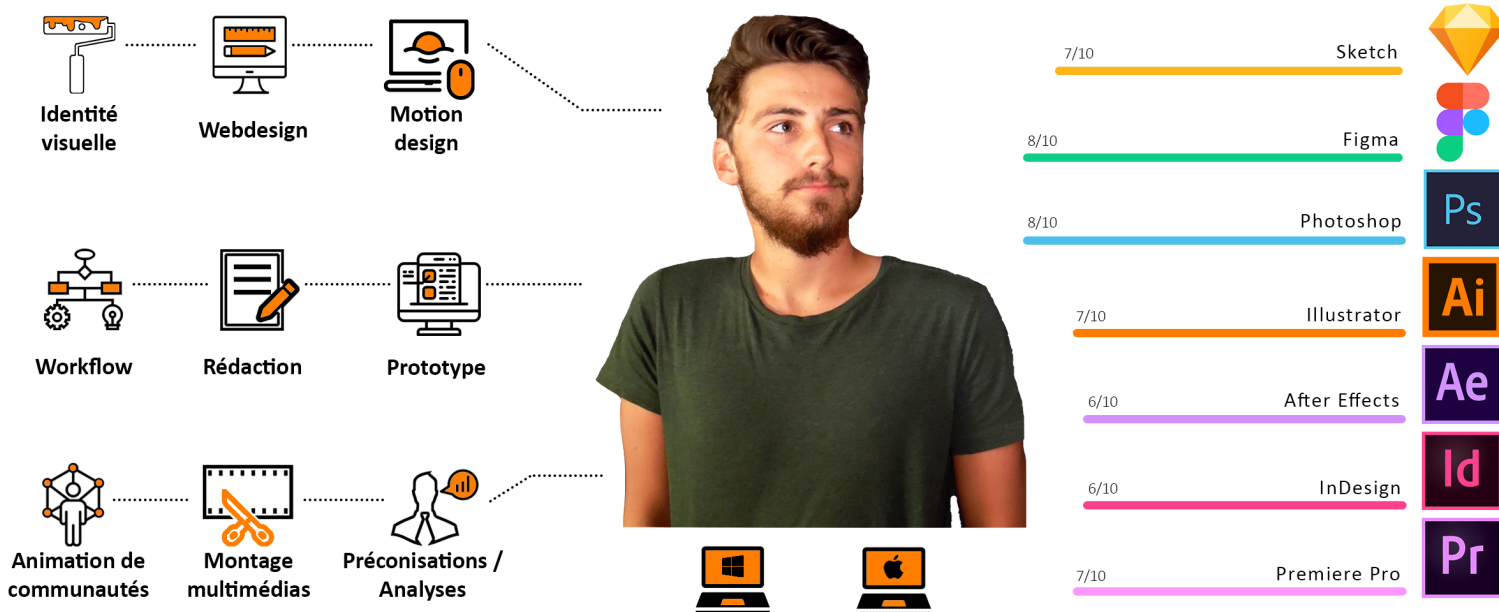 Identité
visuelle
Webdesign
Motion
design
Workflow
Rédaction
Prototype
Animation de
communautés
Montage
multimédias
Préconisations /
Analyses
7/10
Sketch
8/10
Figma
8/10
Photoshop
Ps
7/10
Illustrator
Ai
6/10
After Effects
Ae
6/10
InDesign
Id
7/10
Premiere Pro
Pr